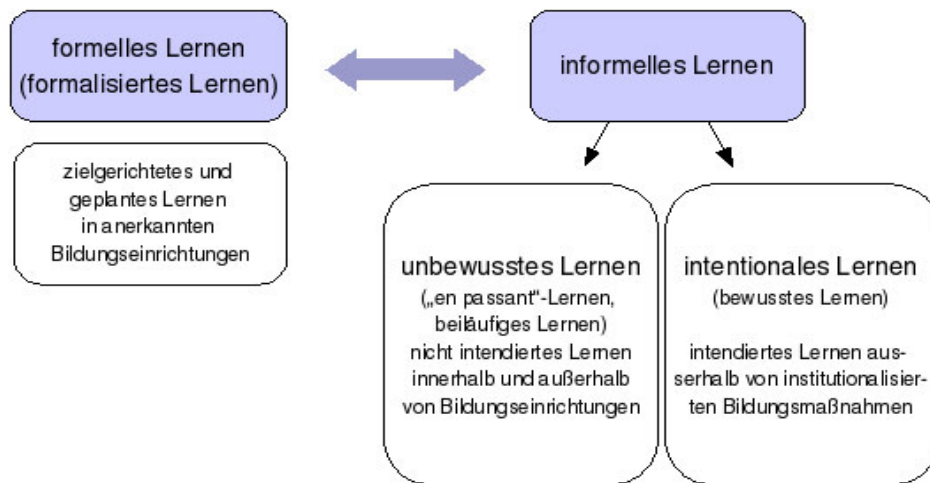 formelles Lernen
(formalisiertes Lernen)
zielgerichtetes und
geplantes Lernen
in anerkannten
Bildungseinrichtungen
informelles Lernen
unbewusstes Lernen
(„en passant“-Lernen,
beiläufiges Lernen)
nicht intendiertes Lernen
innerhalb und außerhalb
von Bildungseinrichtungen
intentionales Lernen
(bewusstes Lernen)
intendiertes Lernen aus-
sserhalb von institutionalisier-
ten Bildungsmaßnahmen